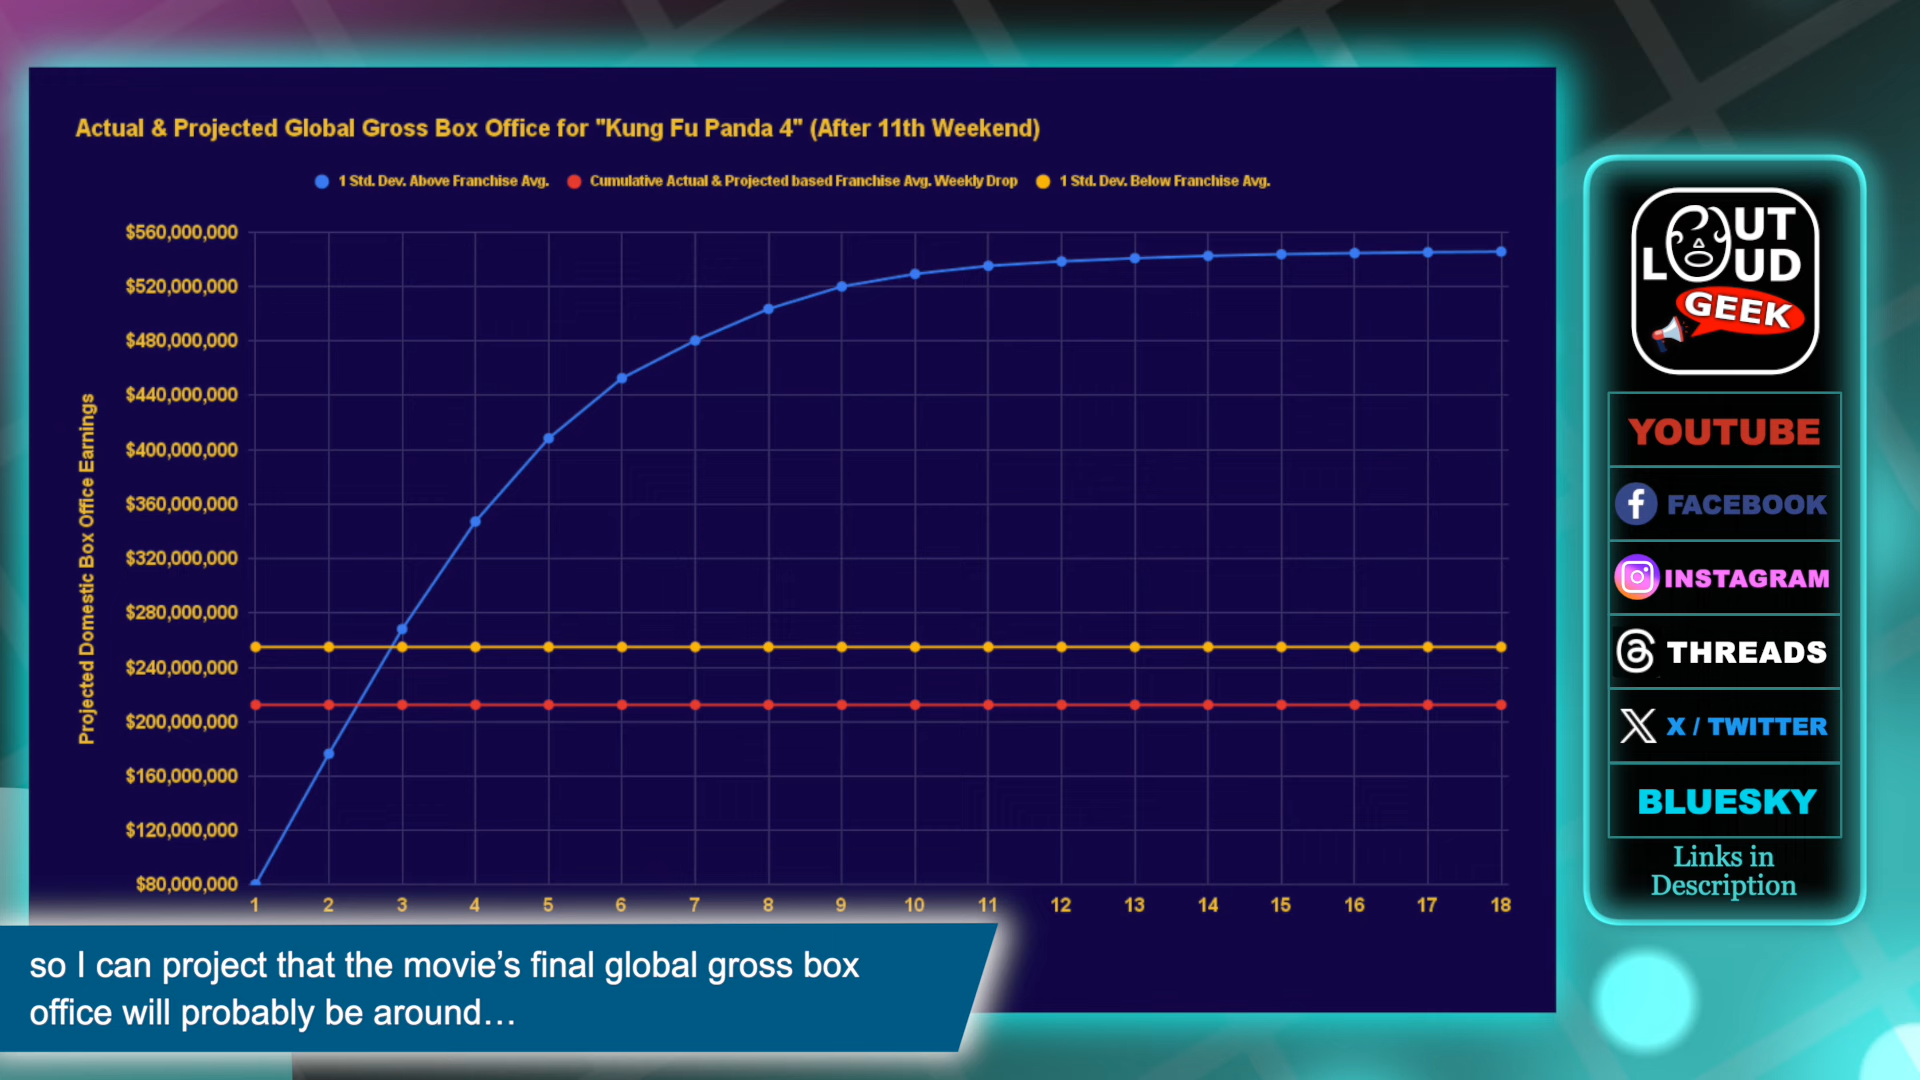 Actual & Projected Global Gross Box Office for "Kung Fu Panda 4" (After 11th Weekend)
1 Std. Dev. Above Franchise Avg.
Cumulative Actual & Projected based Franchise Avg. Weekly Drop
1 Std. Dev. Below Franchise Avg.
Projected Domestic Box Office Earnings
$560,000,000
$520,000,000
$480,000,000
$440,000,000
$400,000,000
$360,000,000
$320,000,000
$280,000,000
$240,000,000
$200,000,000
$160,000,000
$120,000,000
$80,000,000
1 2 3 4 5 6 7 8 9 10 11 12 13 14 15 16 17 18
so I can project that the movie’s final global gross box
office will probably be around…
OUT
LOUD
GEEK
YOUTUBE
FACEBOOK
INSTAGRAM
THREADS
X / TWITTER
BLUESKY
Links in
Description